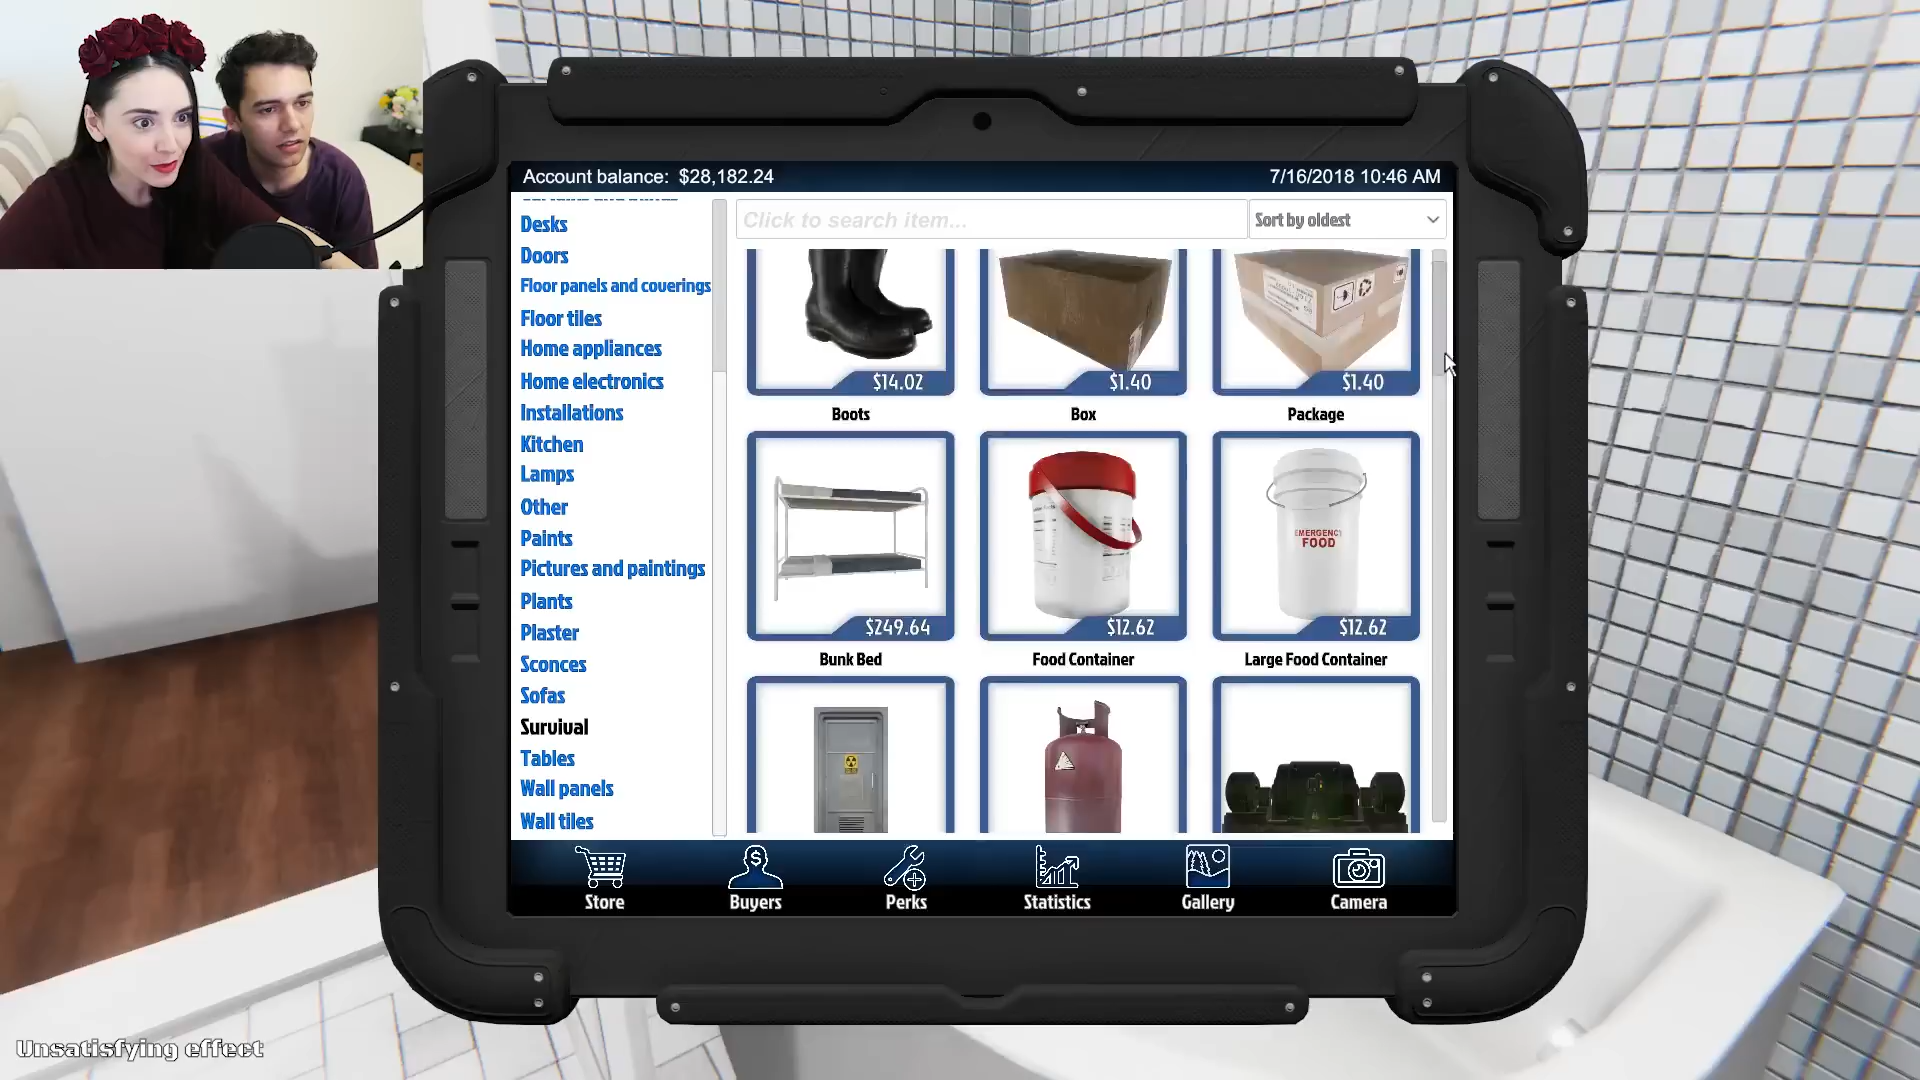 Account balance: $28,182.24
7/16/2018 10:46 AM
Click to search item...
Sort by oldest
Desks
Doors
Floor panels and coverings
Floor tiles
Home appliances
Home electronics
Installations
Kitchen
Lamps
Other
Paints
Pictures and paintings
Plants
Plaster
Sconces
Sofas
Survival
Tables
Wall panels
Wall tiles
$14.02
$1.40
$1.40
Boots
Box
Package
EMERGENCY
FOOD
$249.64
$12.62
$12.62
Bunk Bed
Food Container
Large Food Container
Store
Buyers
Perks
Statistics
Gallery
Camera
Unsatisfying effect